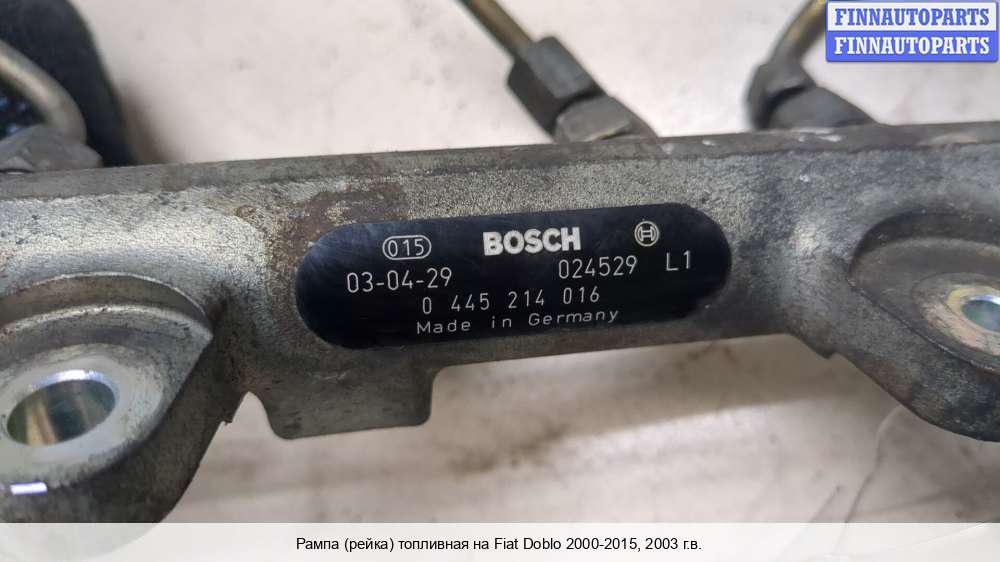 FINNAUTOPARTS
FINNAUTOPARTS
015 BOSCH
03-04-29 024529 L1
0 445 214 016
Made in Germany
Рампа (рейка) топливная на Fiat Doblo 2000-2015, 2003 г.в.